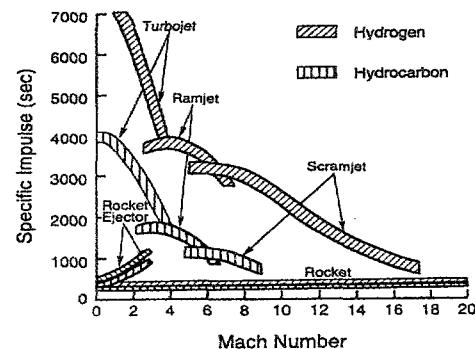 7000
6000
5000
4000
3000
2000
1000
0
Specific Impulse (sec)
Turbojet
Ramjet
Rocket
Ejector
Scramjet
Rocket
Hydrogen
Hydrocarbon
0 2 4 6 8 10 12 14 16 18 20
Mach Number